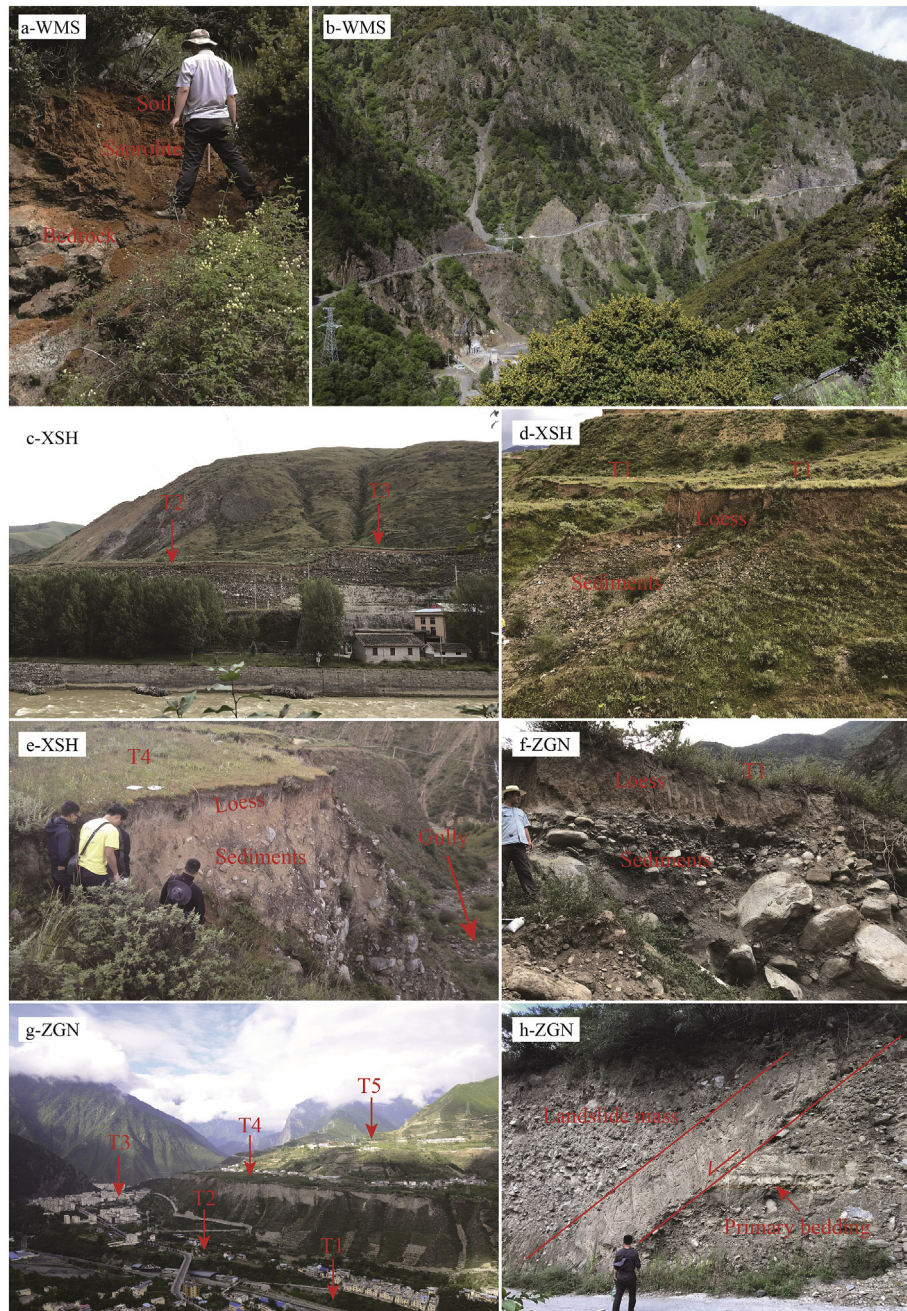 a-WMS
Soil
Saprolite
Bedrock
b-WMS
c-XSH
T2
T3
d-XSH
T1
T1
Loess
Sediments
e-XSH
T4
Loess
Sediments
Gully
f-ZGN
T1
Loess
Sediments
g-ZGN
T5
T4
T3
T2
T1
h-ZGN
Landslide mass
Primary bedding